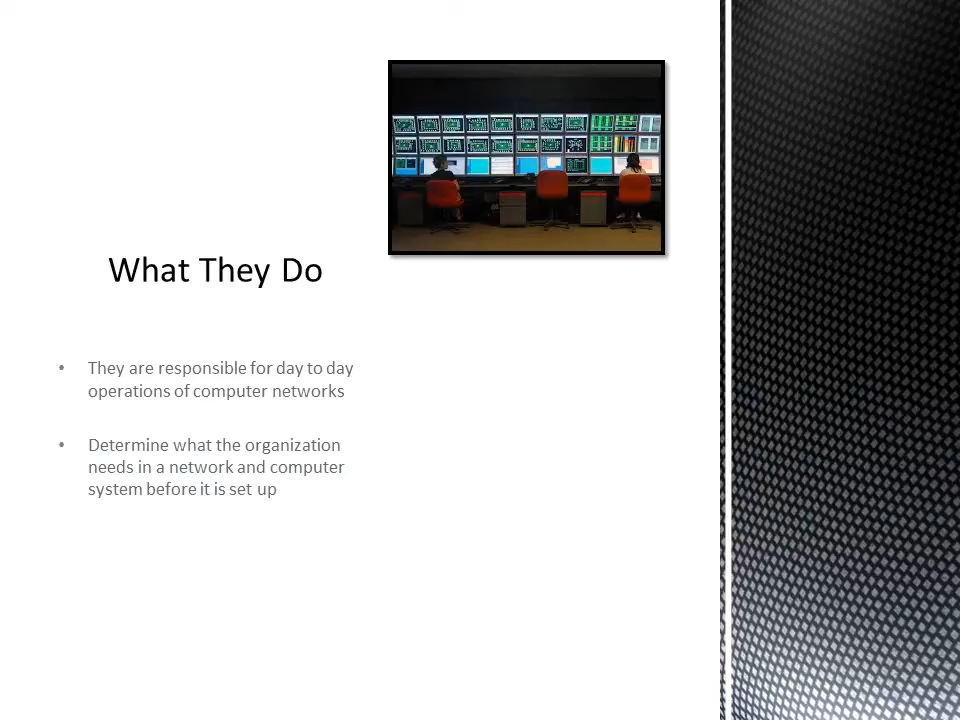 What They Do
• They are responsible for day to day
operations of computer networks
• Determine what the organization
needs in a network and computer
system before it is set up